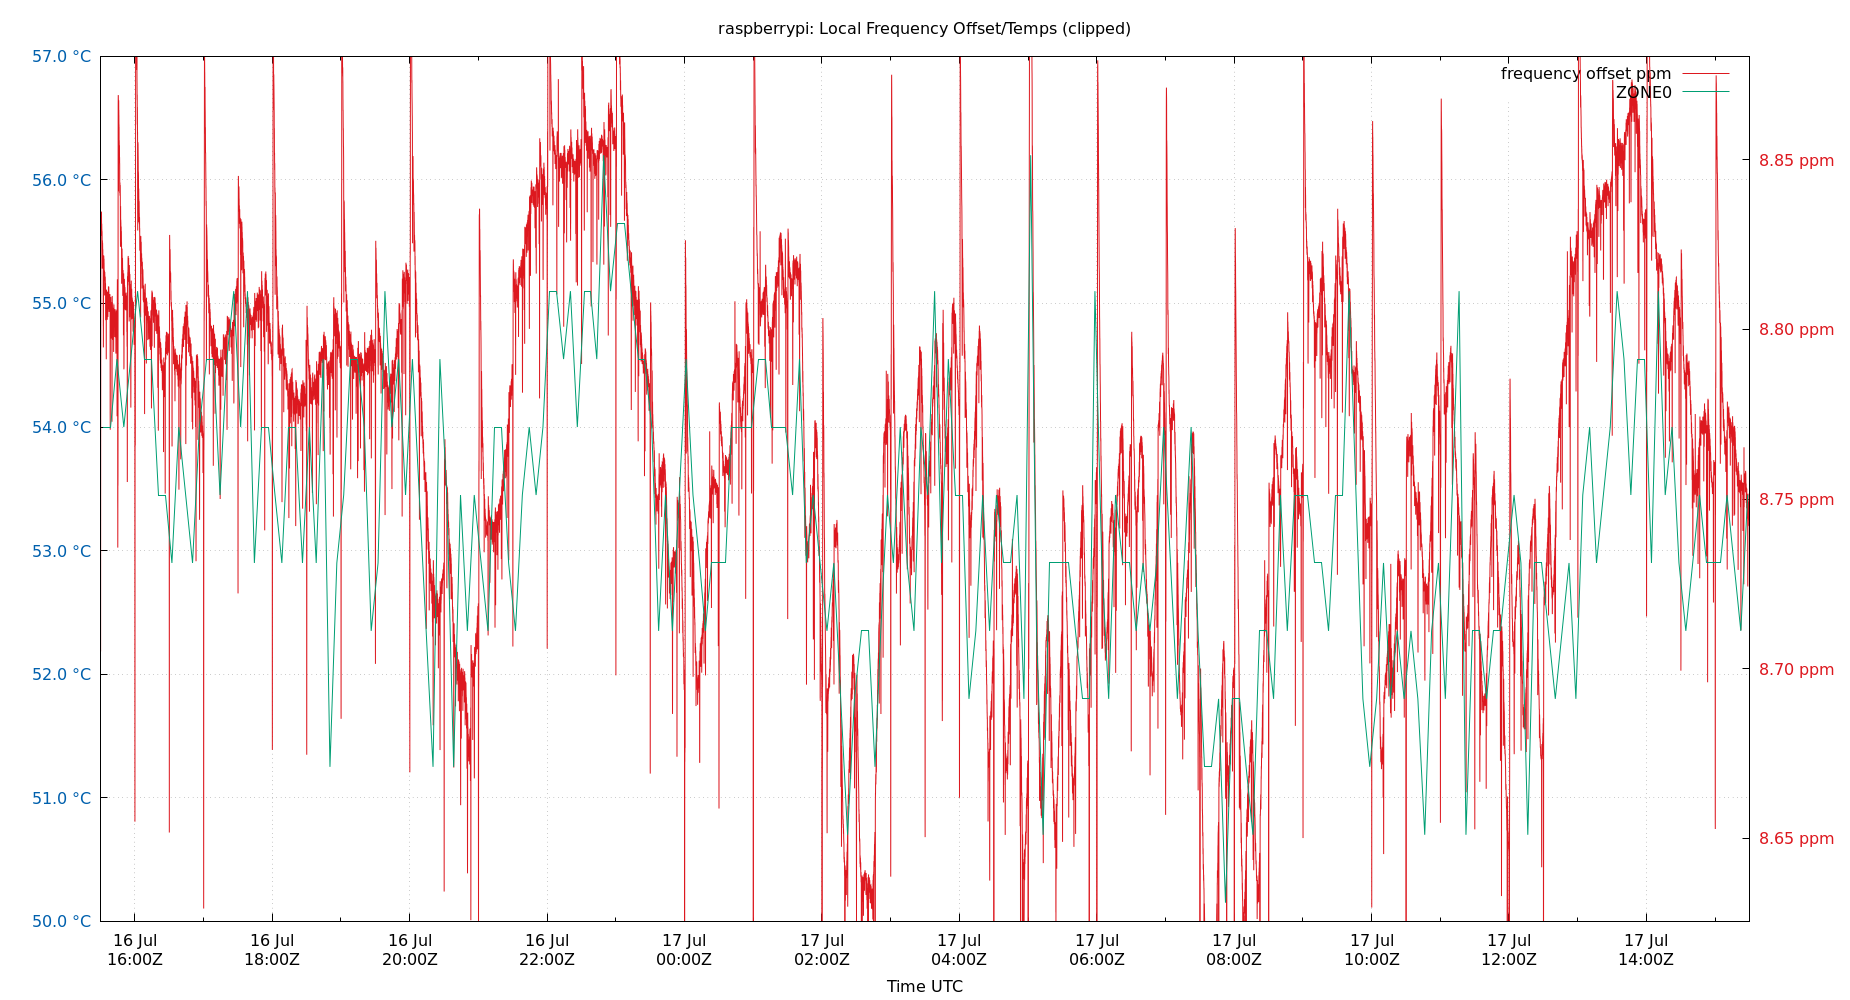 raspberrypi: Local Frequency Offset/Temps (clipped)
57.0 °C
56.0 °C
55.0 °C
54.0 °C
53.0 °C
52.0 °C
51.0 °C
50.0 °C
frequency offset ppm
ZONE0
8.85 ppm
8.80 ppm
8.75 ppm
8.70 ppm
8.65 ppm
16 Jul 16 Jul 16 Jul 16 Jul 17 Jul 17 Jul 17 Jul 17 Jul 17 Jul 17 Jul 17 Jul 17 Jul
16:00Z 18:00Z 20:00Z 22:00Z 00:00Z 02:00Z 04:00Z 06:00Z 08:00Z 10:00Z 12:00Z 14:00Z
Time UTC